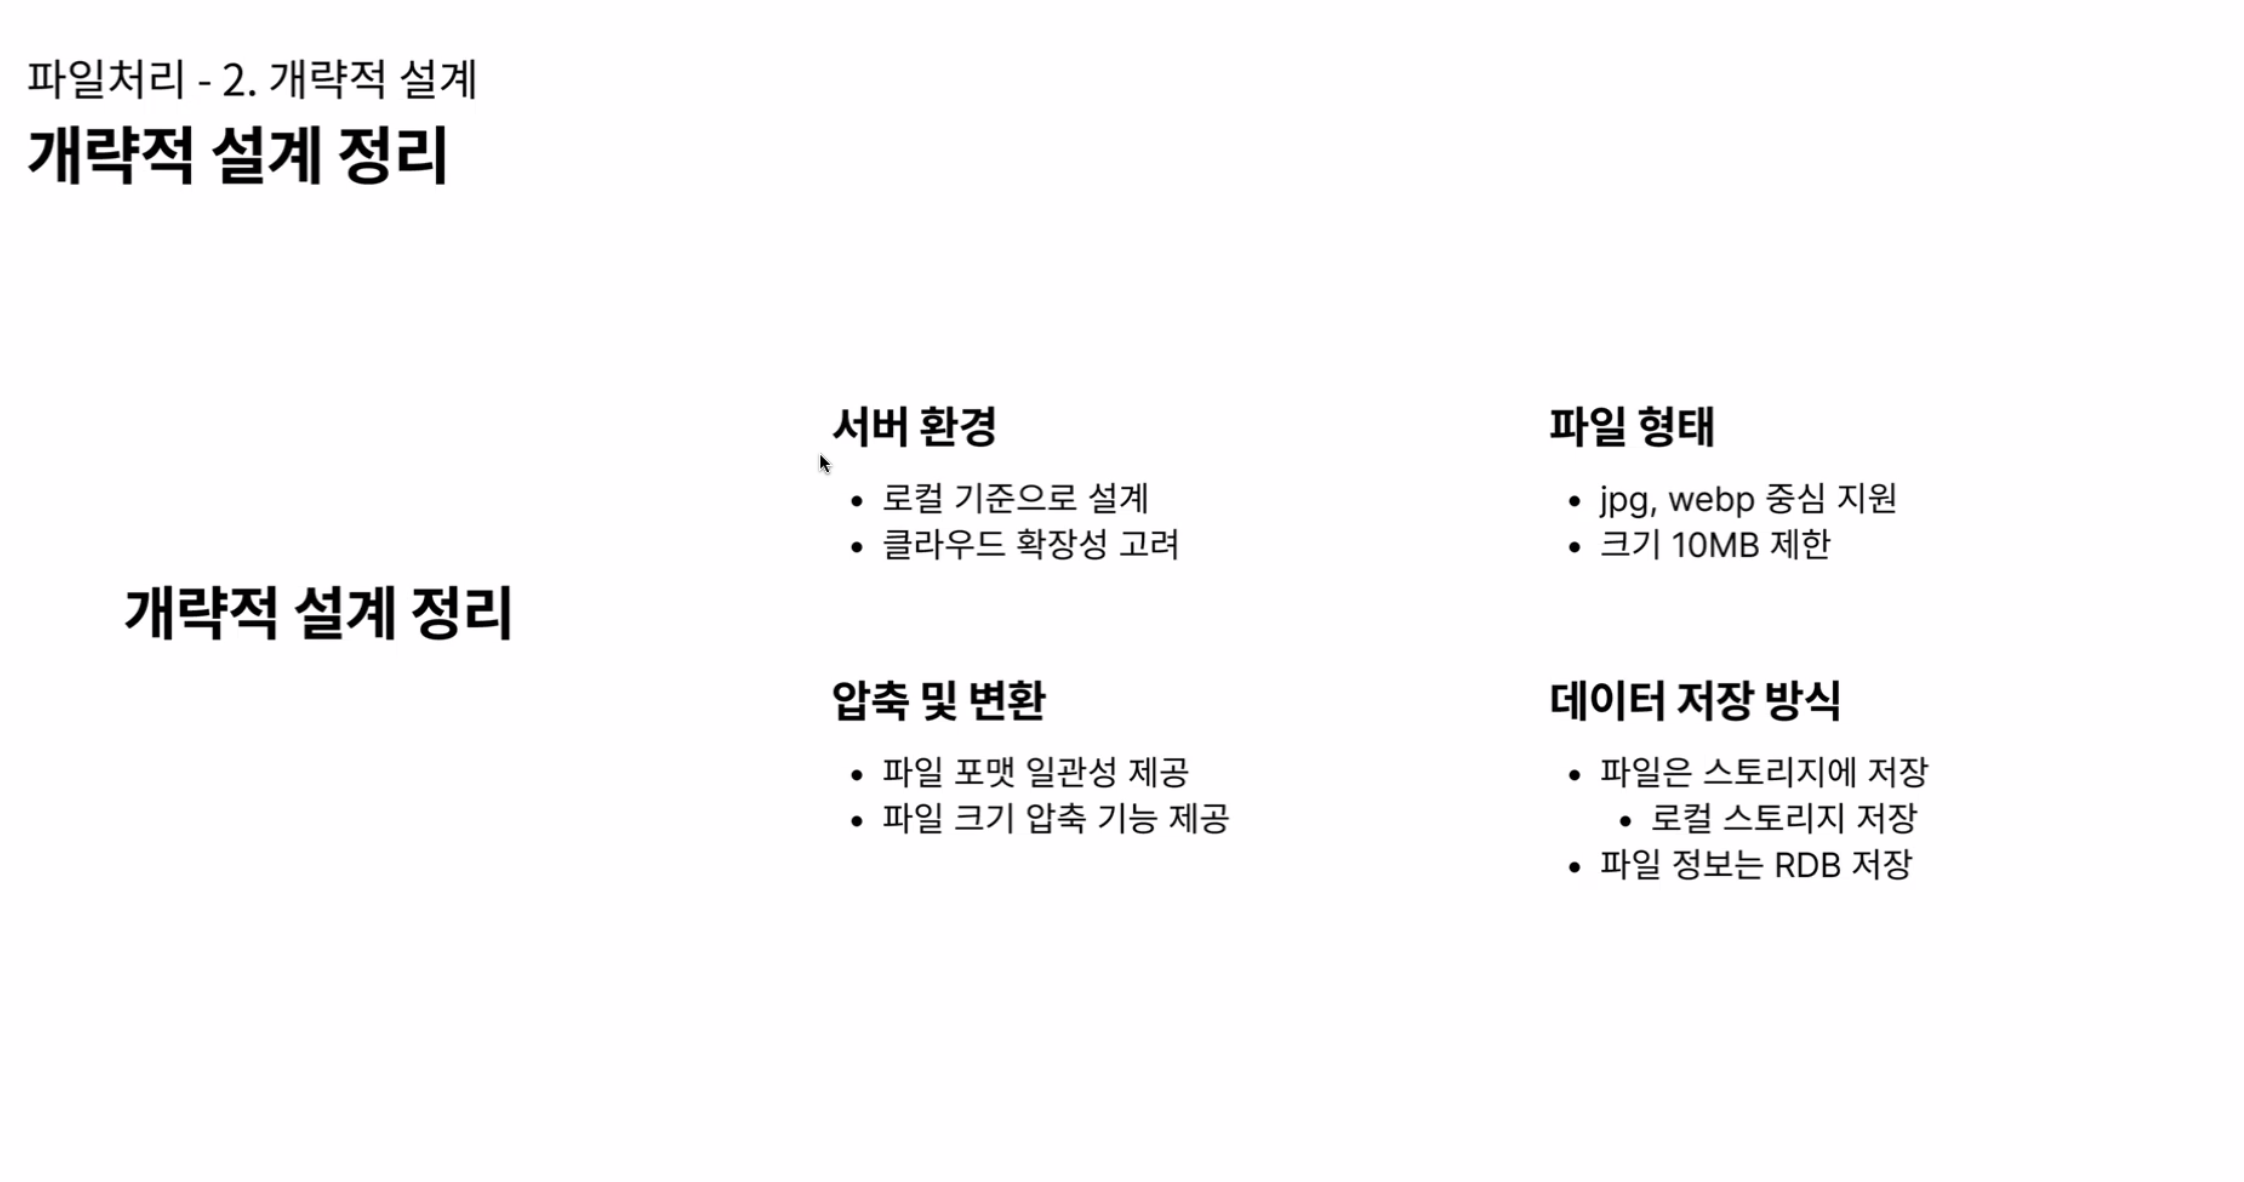 파일처리 - 2. 개략적 설계
개략적 설계 정리
개략적 설계 정리
서버 환경
• 로컬 기준으로 설계
• 클라우드 확장성 고려
파일 형태
• jpg, webp 중심 지원
• 크기 10MB 제한
압축 및 변환
• 파일 포맷 일관성 제공
• 파일 크기 압축 기능 제공
데이터 저장 방식
• 파일은 스토리지에 저장
• 로컬 스토리지 저장
• 파일 정보는 RDB 저장